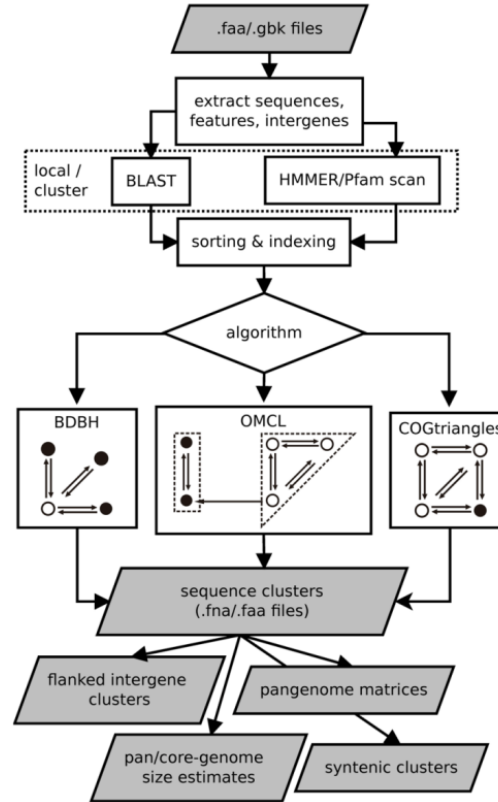 .faa/.gbk files
extract sequences,
features, intergenes
local /
cluster
BLAST
HMMER/Pfam scan
sorting & indexing
algorithm
BDBH
OMCL
COGtriangles
sequence clusters
(.fna/.faa files)
flanked intergene
clusters
pangenome matrices
pan/core-genome
size estimates
syntenic clusters